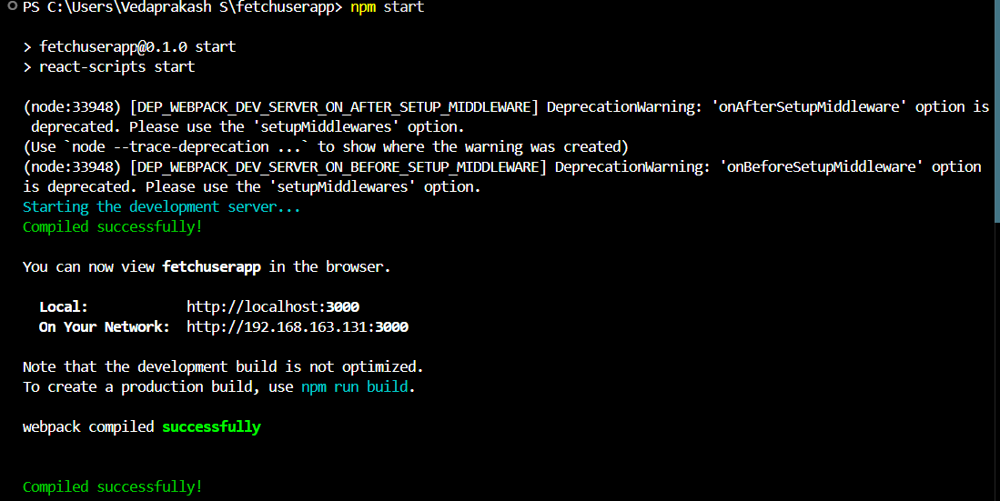 PS C:\Users\Vedaprakash S\fetchuserapp> npm start
> fetchuserapp@0.1.0 start
> react-scripts start
(node:33948) [DEP_WEBPACK_DEV_SERVER_ON_AFTER_SETUP_MIDDLEWARE] DeprecationWarning: 'onAfterSetupMiddleware' option is
deprecated. Please use the 'setupMiddlewares' option.
(Use `node --trace-deprecation ...` to show where the warning was created)
(node:33948) [DEP_WEBPACK_DEV_SERVER_ON_BEFORE_SETUP_MIDDLEWARE] DeprecationWarning: 'onBeforeSetupMiddleware' option
is deprecated. Please use the 'setupMiddlewares' option.
Starting the development server...
Compiled successfully!
You can now view fetchuserapp in the browser.
Local: http://localhost:3000
On Your Network: http://192.168.163.131:3000
Note that the development build is not optimized.
To create a production build, use npm run build.
webpack compiled successfully
Compiled successfully!